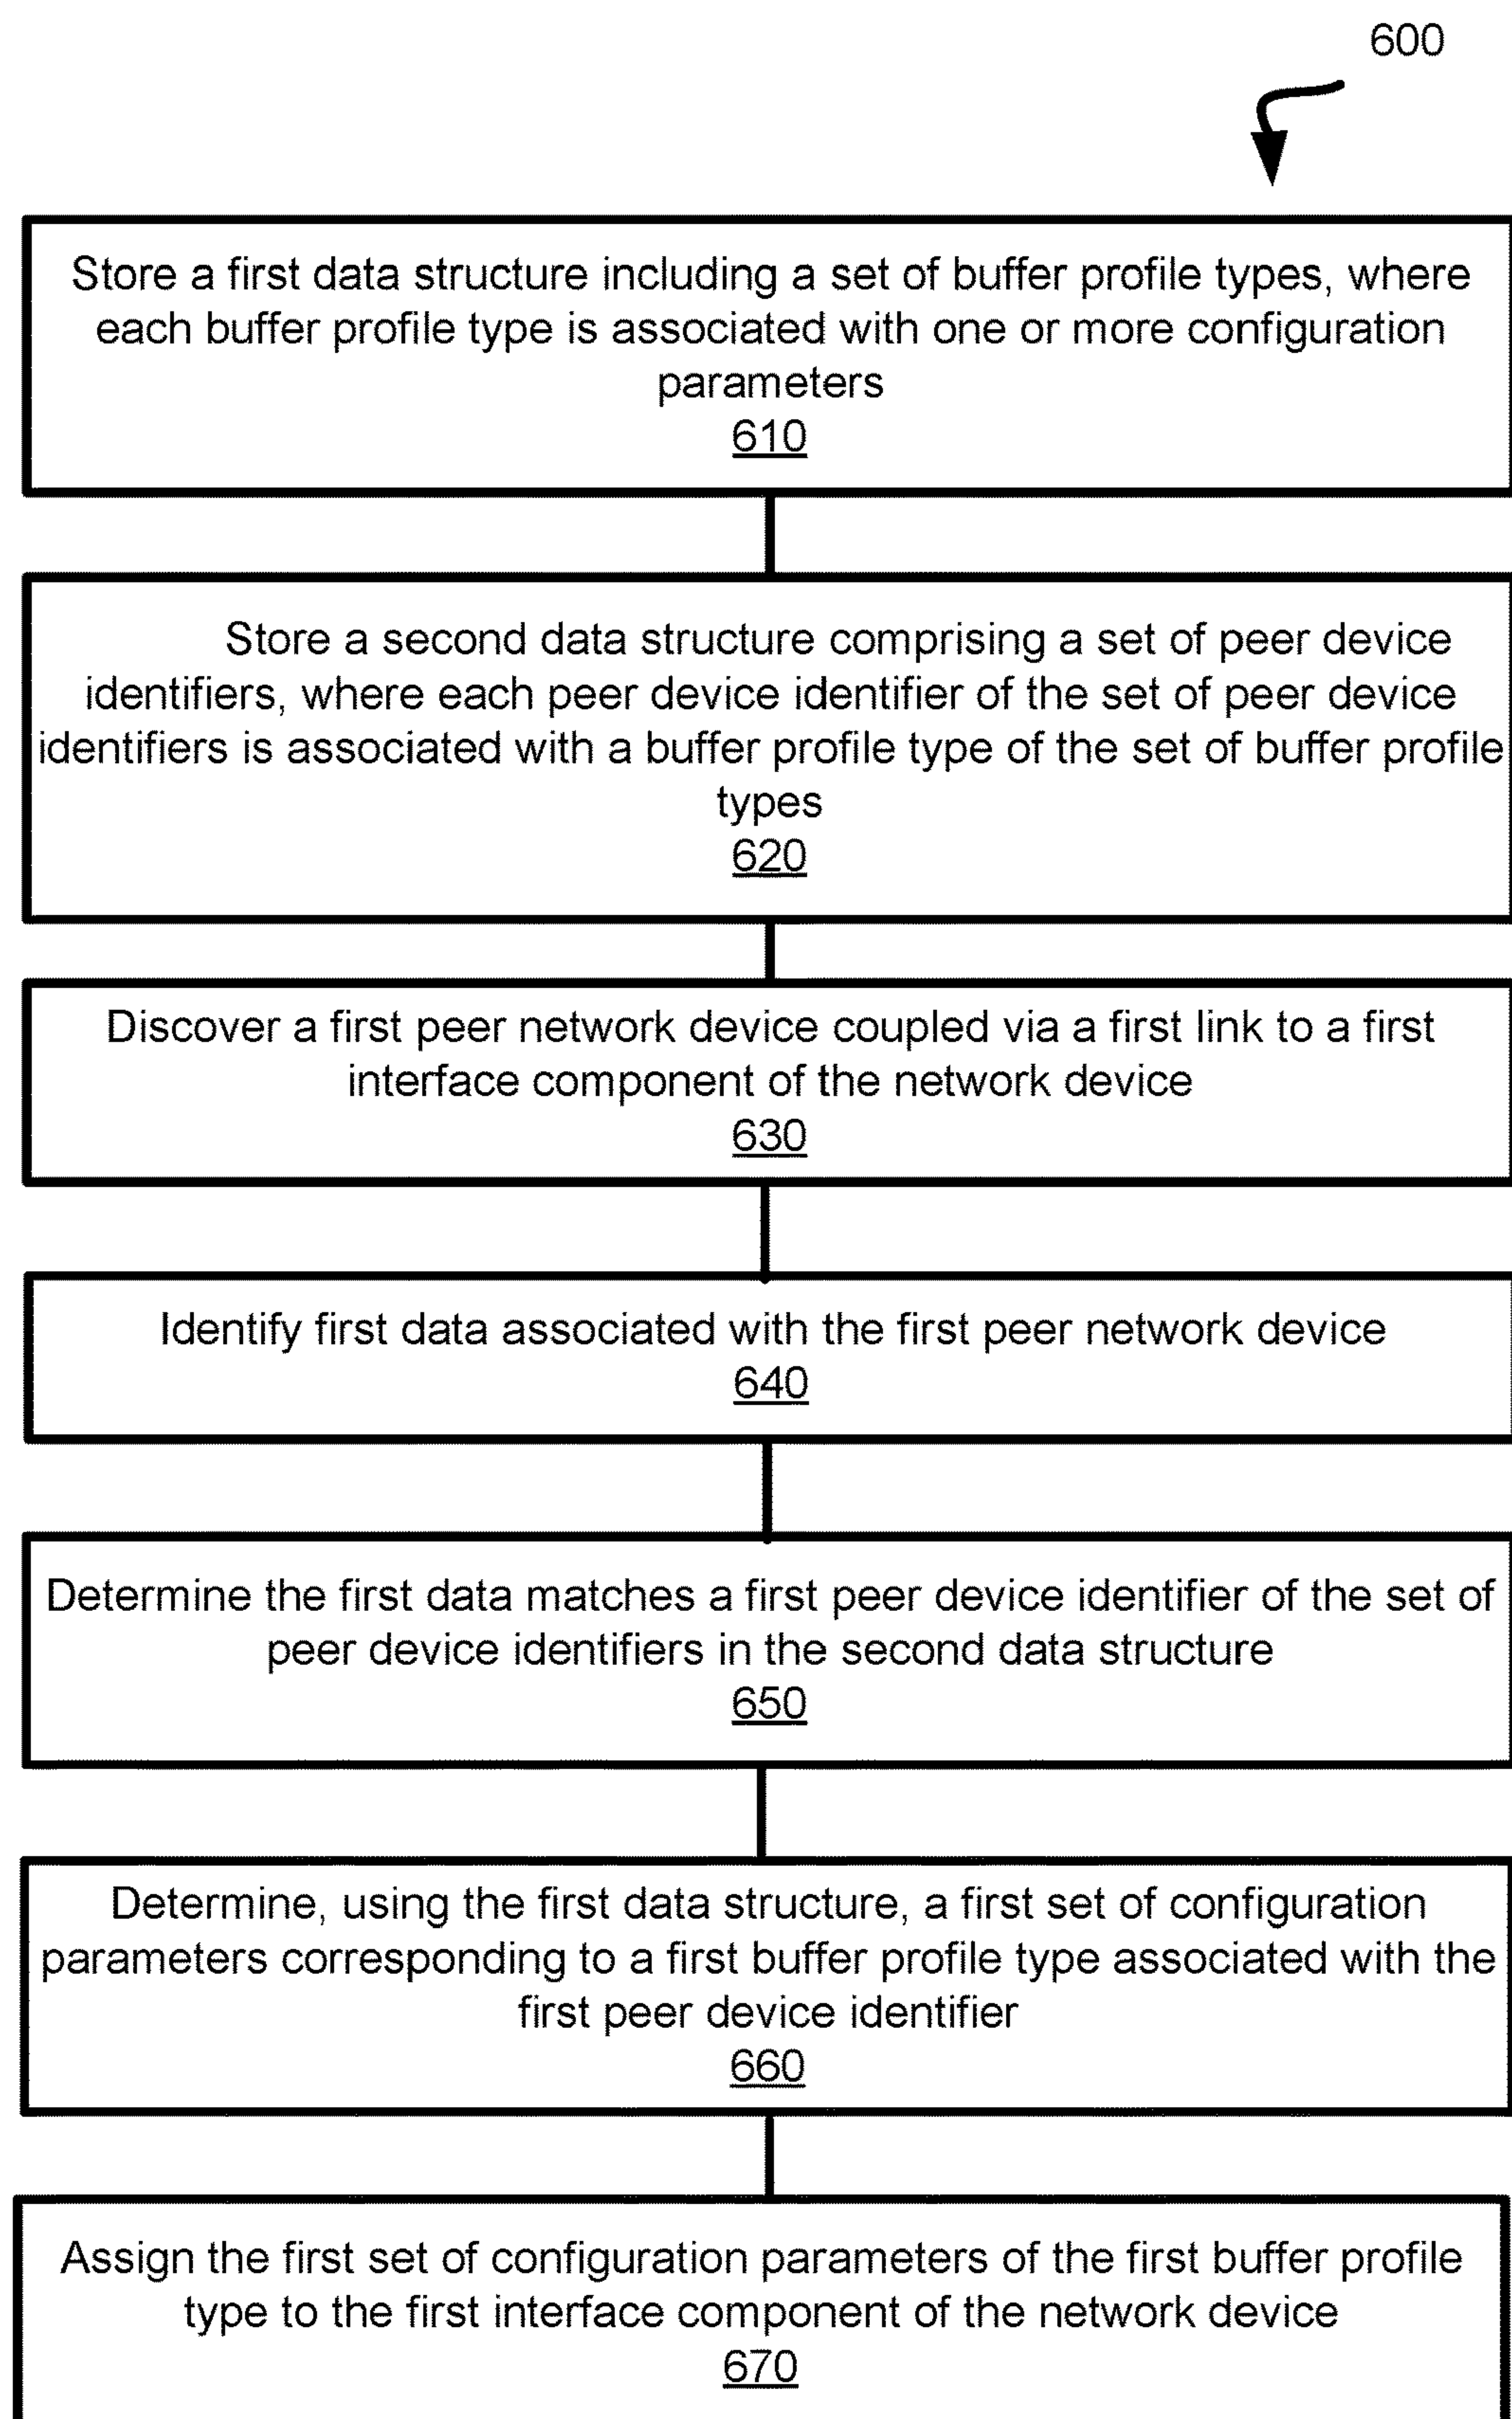 600
Store a first data structure including a set of buffer profile types, where
each buffer profile type is associated with one or more configuration
parameters
610
Store a second data structure comprising a set of peer device
identifiers, where each peer device identifier of the set of peer device
identifiers is associated with a buffer profile type of the set of buffer profile
types
620
Discover a first peer network device coupled via a first link to a first
interface component of the network device
630
Identify first data associated with the first peer network device
640
Determine the first data matches a first peer device identifier of the set of
peer device identifiers in the second data structure
650
Determine, using the first data structure, a first set of configuration
parameters corresponding to a first buffer profile type associated with the
first peer device identifier
660
Assign the first set of configuration parameters of the first buffer profile
type to the first interface component of the network device
670